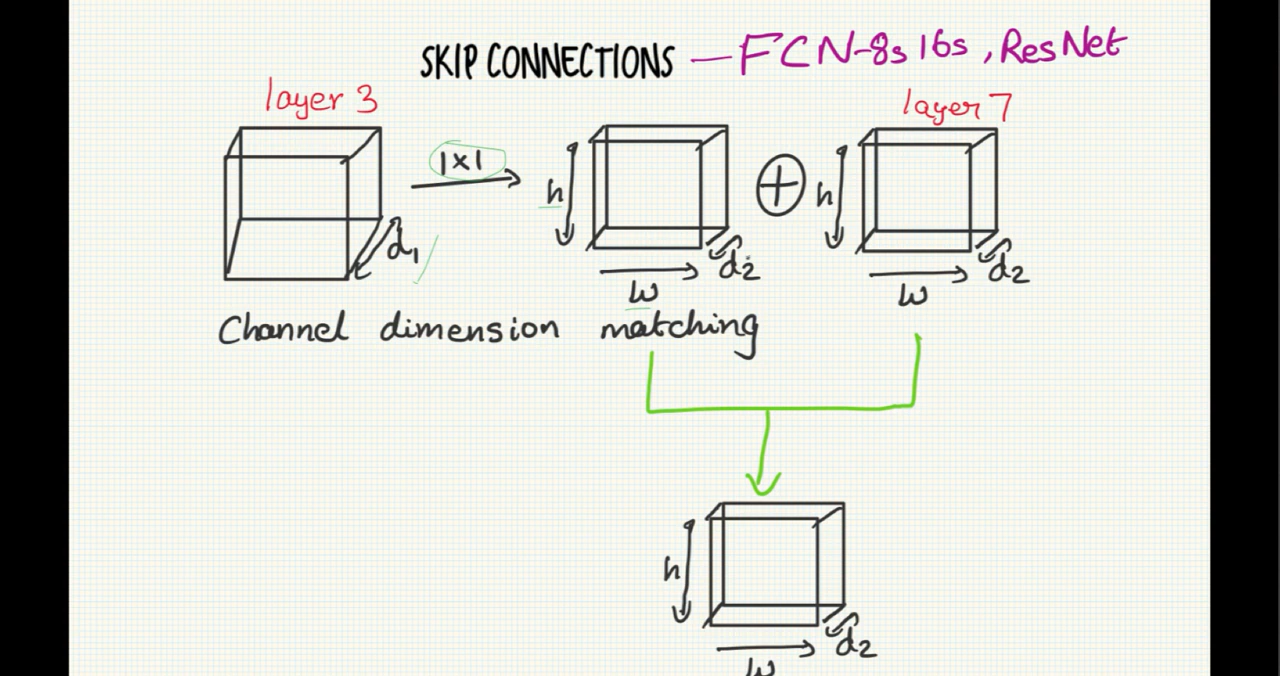 SKIP CONNECTIONS — FCN-8s 16s, ResNet
layer 3
layer 7
1x1
h
h
d1
d2
d2
w
w
Channel dimension matching
h
d2
w